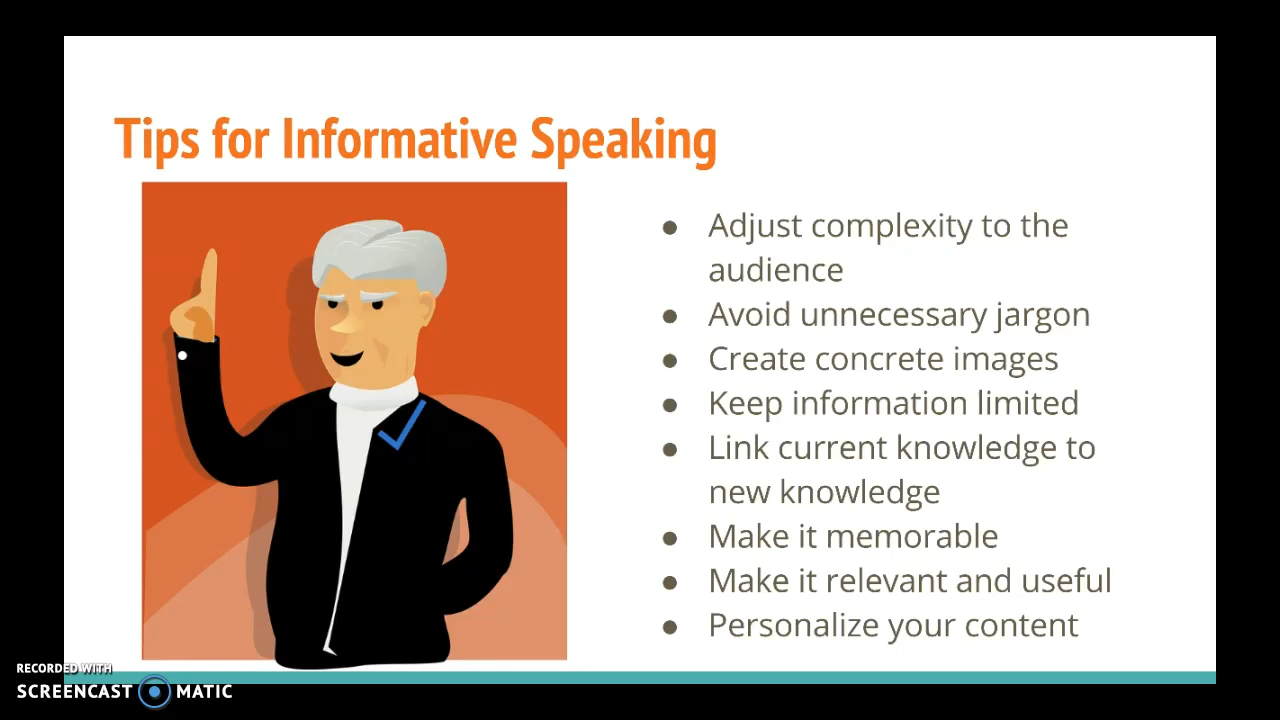 Tips for Informative Speaking
● Adjust complexity to the
audience
● Avoid unnecessary jargon
● Create concrete images
● Keep information limited
● Link current knowledge to
new knowledge
● Make it memorable
● Make it relevant and useful
● Personalize your content
RECORDED WITH
SCREENCAST MATIC